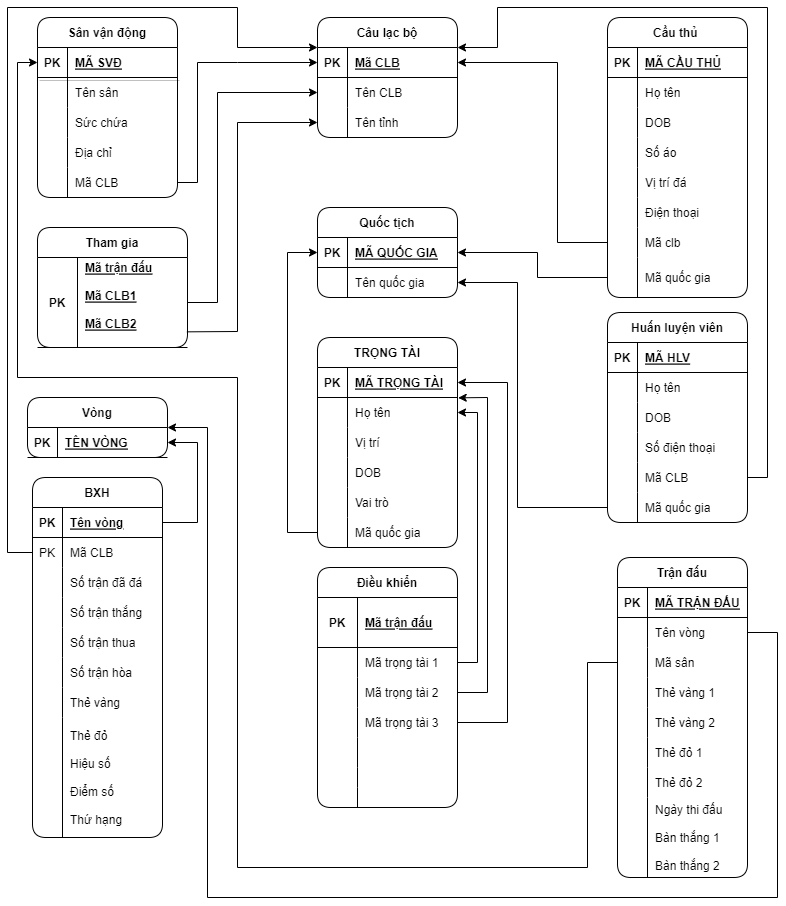 Sân vận động
PK MÃ SVĐ
Tên sân
Sức chứa
Địa chỉ
Mã CLB
Câu lạc bộ
PK Mã CLB
Tên CLB
Tên tỉnh
Cầu thủ
PK MÃ CẦU THỦ
Họ tên
DOB
Số áo
Vị trí đá
Điện thoại
Mã clb
Mã quốc gia
Tham gia
Mã trận đấu
PK Mã CLB1
Mã CLB2
Quốc tịch
PK MÃ QUỐC GIA
Tên quốc gia
Huấn luyện viên
PK MÃ HLV
Họ tên
DOB
Số điện thoại
Mã CLB
Mã quốc gia
TRỌNG TÀI
PK MÃ TRỌNG TÀI
Họ tên
Vị trí
DOB
Vai trò
Mã quốc gia
Vòng
PK TÊN VÒNG
BXH
PK Tên vòng
PK Mã CLB
Số trận đã đá
Số trận thắng
Số trận thua
Số trận hòa
Thẻ vàng
Thẻ đỏ
Hiệu số
Điểm số
Thứ hạng
Điều khiển
PK Mã trận đấu
Mã trọng tài 1
Mã trọng tài 2
Mã trọng tài 3
Trận đấu
PK MÃ TRẬN ĐẤU
Tên vòng
Mã sân
Thẻ vàng 1
Thẻ vàng 2
Thẻ đỏ 1
Thẻ đỏ 2
Ngày thi đấu
Bàn thắng 1
Bàn thắng 2